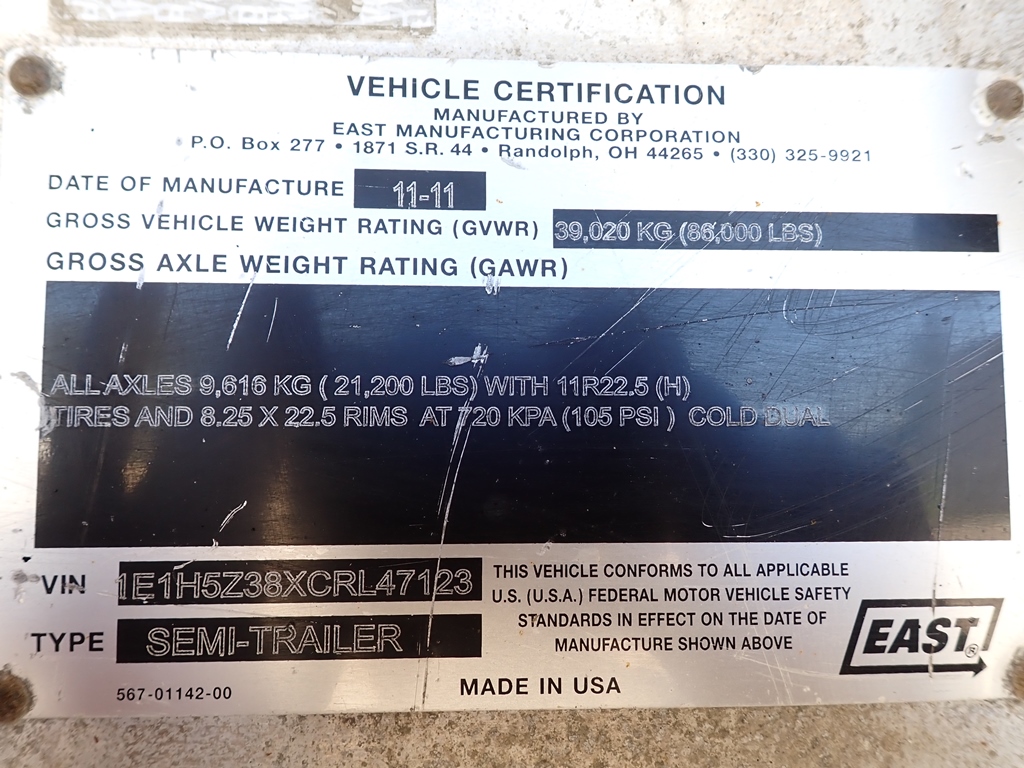 VEHICLE CERTIFICATION
MANUFACTURED BY
EAST MANUFACTURING CORPORATION
P.O. Box 277 • 1871 S.R. 44 • Randolph, OH 44265 • (330) 325-9921
DATE OF MANUFACTURE 11-11
GROSS VEHICLE WEIGHT RATING (GVWR) 39,020 KG (86,000 LBS)
GROSS AXLE WEIGHT RATING (GAWR)
ALL AXLES 9,616 KG ( 21,200 LBS) WITH 11R22.5 (H)
TIRES AND 8.25 X 22.5 RIMS AT 720 KPA (105 PSI ) COLD DUAL
VIN 1E1H5Z38XCRL47123
TYPE SEMI-TRAILER
THIS VEHICLE CONFORMS TO ALL APPLICABLE
U.S. (U.S.A.) FEDERAL MOTOR VEHICLE SAFETY
STANDARDS IN EFFECT ON THE DATE OF
MANUFACTURE SHOWN ABOVE
EAST®
567-01142-00
MADE IN USA